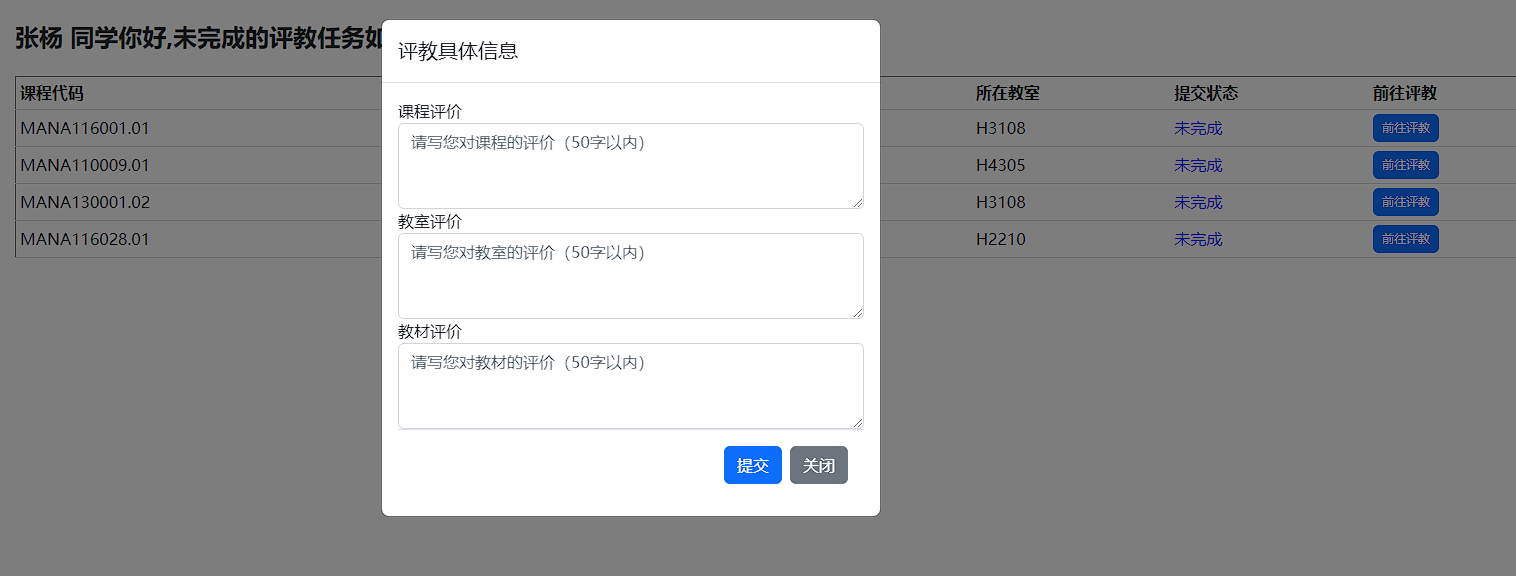 张杨 同学你好,未完成的评教任务如
评教具体信息
课程评价
请写您对课程的评价（50字以内）
教室评价
请写您对教室的评价（50字以内）
教材评价
请写您对教材的评价（50字以内）
提交 关闭
课程代码 所在教室 提交状态 前往评教
MANA116001.01 H3108 未完成 前往评教
MANA110009.01 H4305 未完成 前往评教
MANA130001.02 H3108 未完成 前往评教
MANA116028.01 H2210 未完成 前往评教